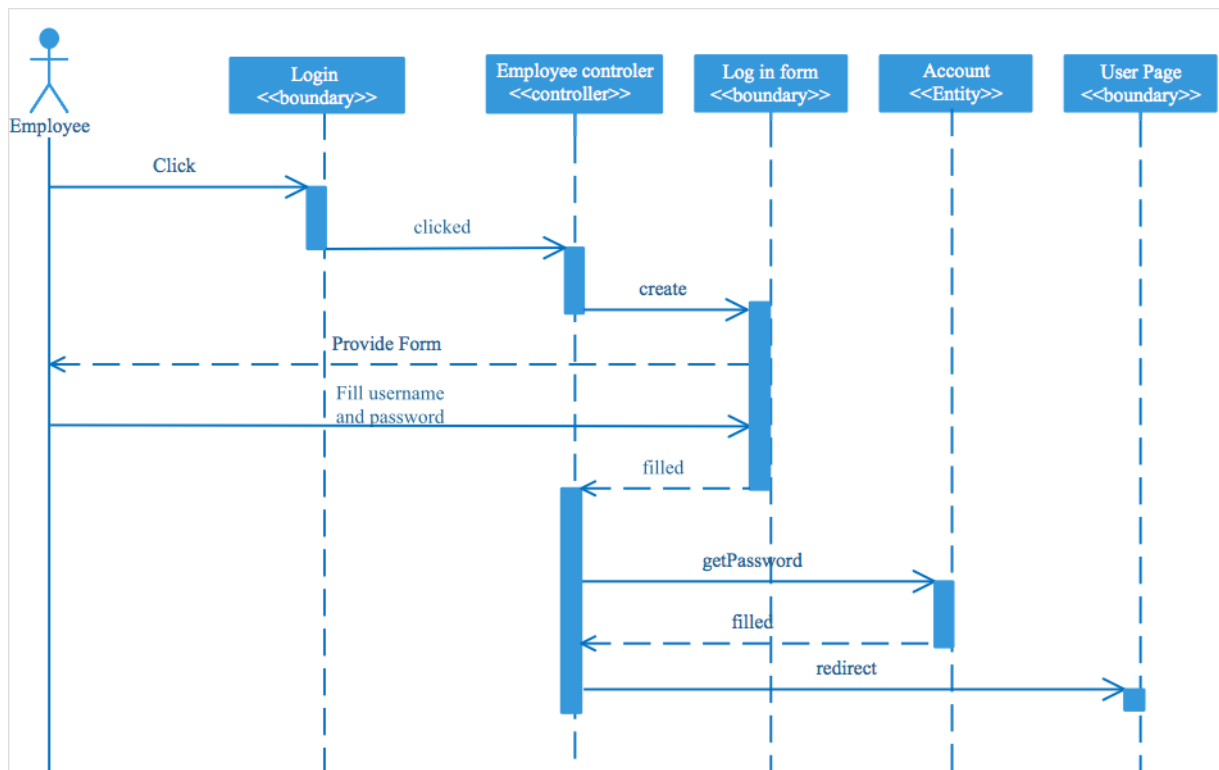 Employee
Login
<<boundary>>
Employee controler
<<controller>>
Log in form
<<boundary>>
Account
<<Entity>>
User Page
<<boundary>>
Click
clicked
create
Provide Form
Fill username
and password
filled
getPassword
filled
redirect